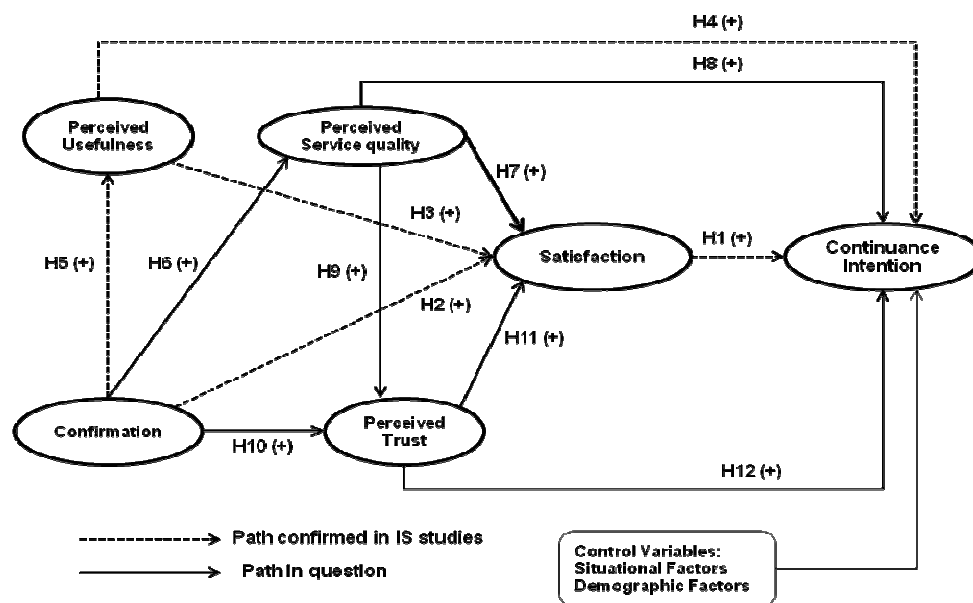 H4 (+)
H8 (+)
Perceived
Usefulness
Perceived
Service quality
H7 (+)
H3 (+)
H1 (+)
Satisfaction
Continuance
Intention
H5 (+)
H6 (+)
H9 (+)
H2 (+)
H11 (+)
Confirmation
Perceived
Trust
H10 (+)
H12 (+)
Path confirmed in IS studies
Path in question
Control Variables:
Situational Factors
Demographic Factors